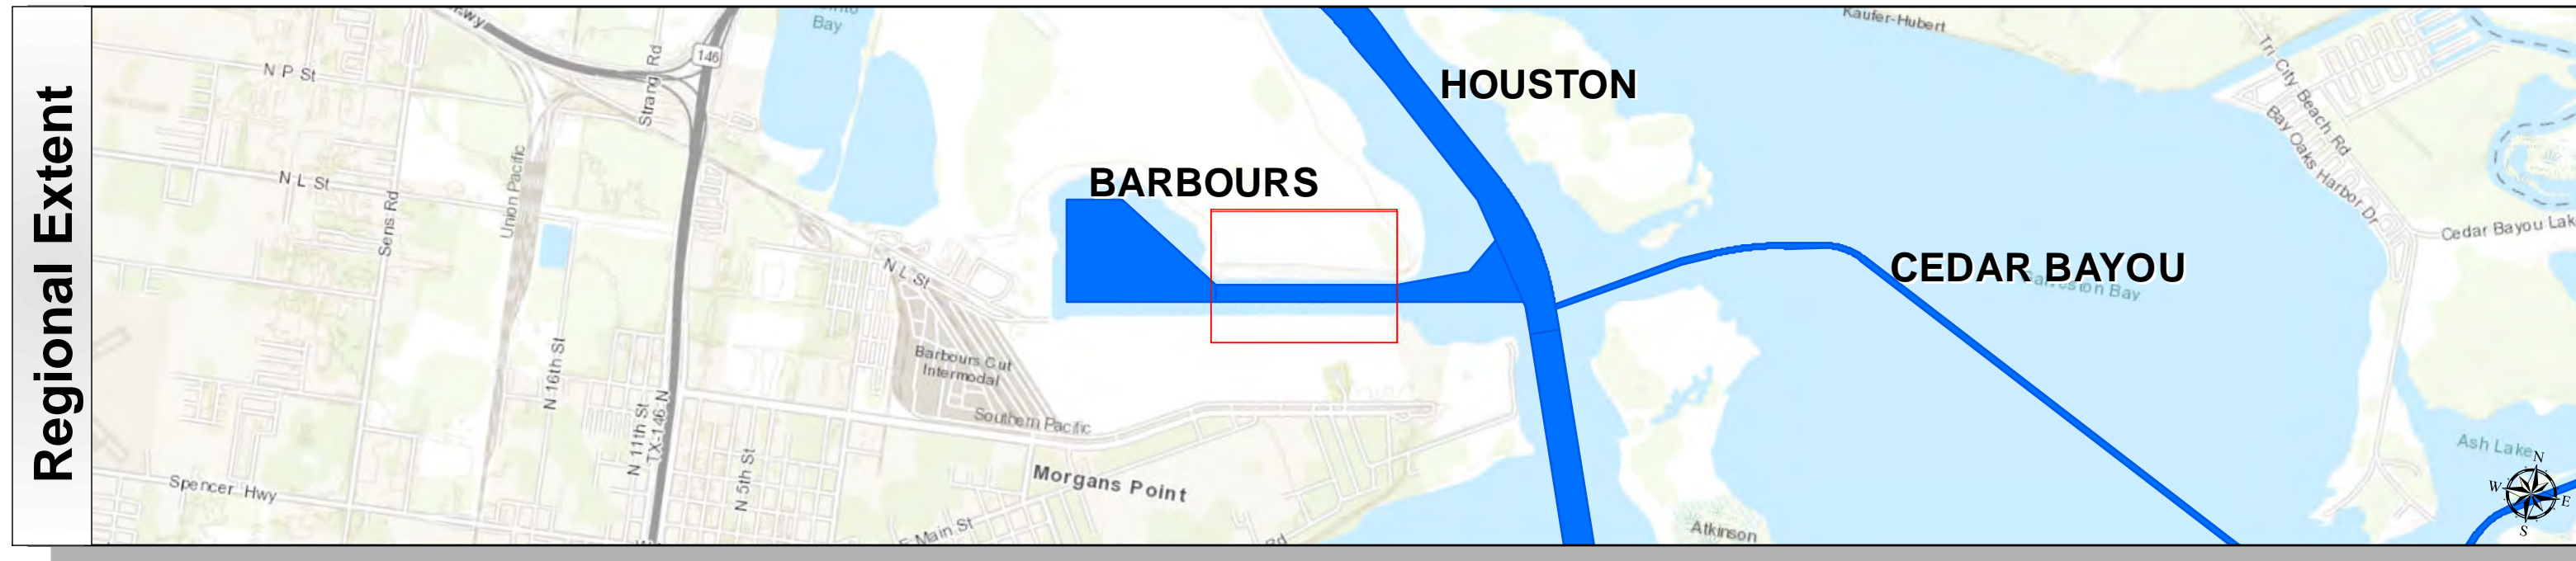 Regional Extent
Bay
146
Kaufer-Hubert
N P St
Strang Rd
HOUSTON
Tri City Beach Rd
Bay Oaks Harbor Dr
Union Pacific
N L St
Sens Rd
BARBOURS
Cedar Bayou Lak
N L St
CEDAR BAYOU
N 16th St
Barbours Cut
Intermodal
Southern Pacific
N 11th St
TX-146 N
N 5th St
Morgans Point
Spencer Hwy
E Main St
Rd
Atkinson
Ash Lake
N
W
E
S